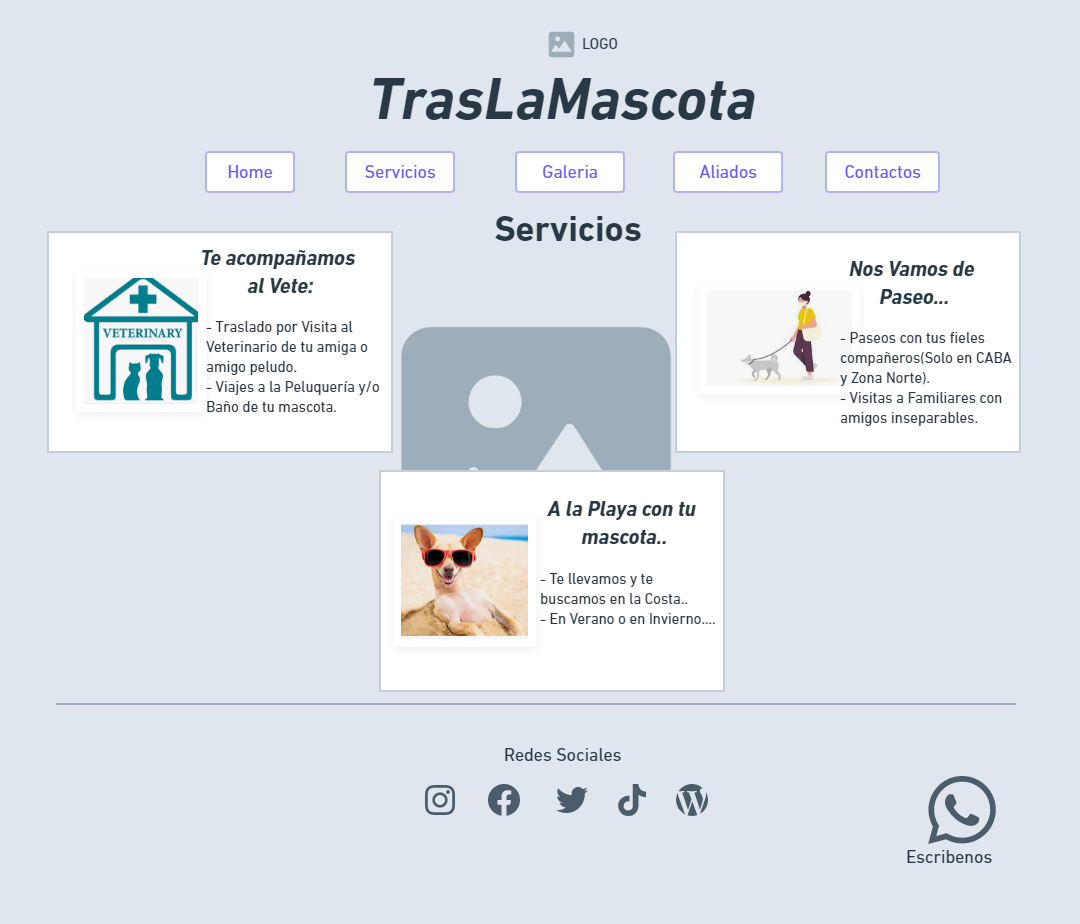 LOGO
TrasLaMascota
Home
Servicios
Galeria
Aliados
Contactos
Servicios
Te acompañamos
al Vete:
VETERINARY
- Traslado por Visita al
Veterinario de tu amiga o
amigo peludo.
- Viajes a la Peluquería y/o
Baño de tu mascota.
Nos Vamos de
Paseo...
- Paseos con tus fieles
compañeros(Solo en CABA
y Zona Norte).
- Visitas a Familiares con
amigos inseparables.
A la Playa con tu
mascota..
- Te llevamos y te
buscamos en la Costa..
- En Verano o en Invierno....
Redes Sociales
Escribenos